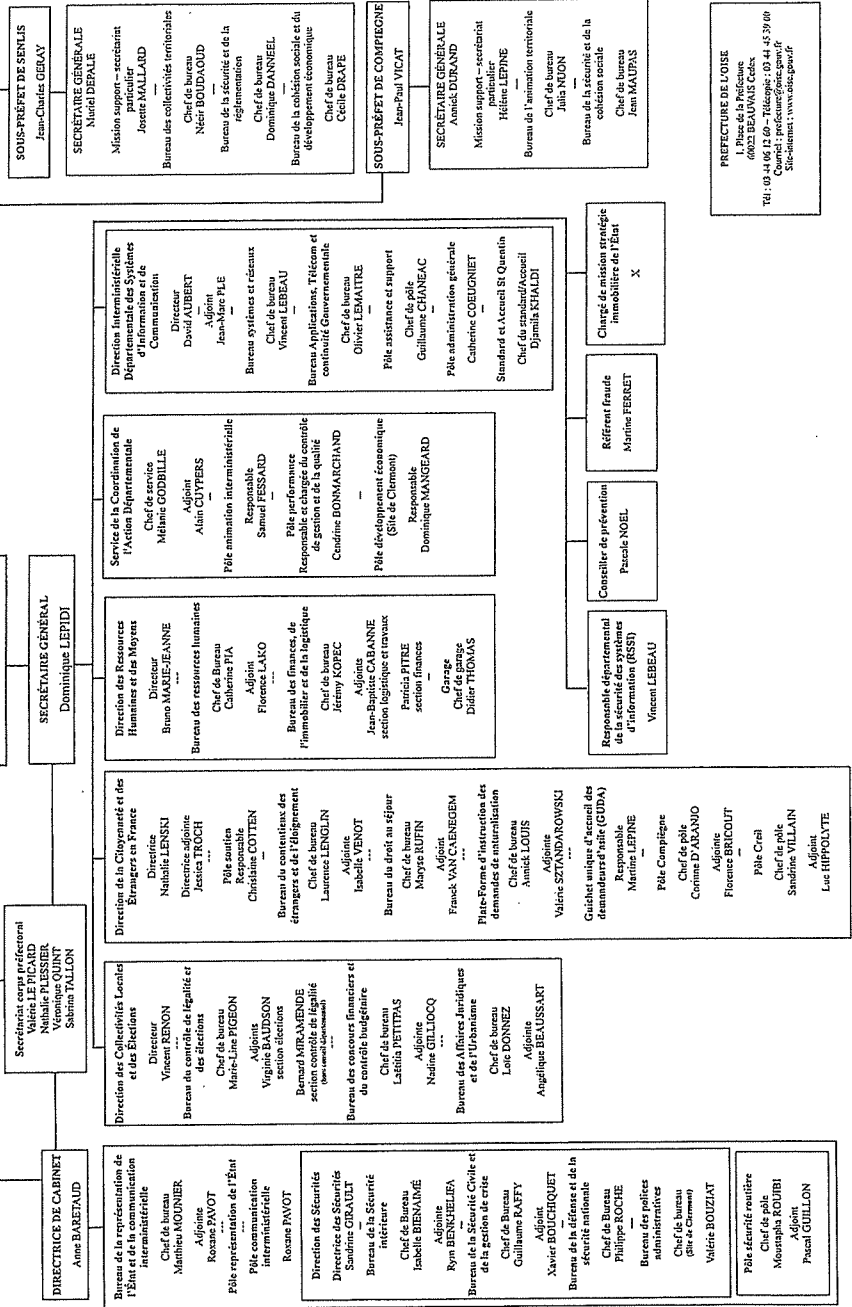 SOUS-PRÉFET DE SENLIS
Jean-Charles GERAY
SECRÉTAIRE GÉNÉRALE
Muriel DEPALE
Mission support – secrétariat
particulier
Josette MALLARD
—
Bureau des collectivités territoriales
Chef de bureau
Nécir BOUDAOUD
—
Bureau de la sécurité et de la
réglementation
Chef de bureau
Dominique DANNEEL
—
Bureau de la cohésion sociale et du
développement économique
Chef de bureau
Cécile DRAPE
SOUS-PRÉFET DE COMPIEGNE
Jean-Paul VICAT
SECRÉTAIRE GÉNÉRALE
Annick DURAND
Mission support – secrétariat
particulier
Hélène LEPINE
—
Bureau de l'animation territoriale
Chef de bureau
Julia NUON
Bureau de la sécurité et de la
cohésion sociale
Chef de bureau
Jean MAUPAS
PREFECTURE DE L'OISE
1, Place de la Préfecture
60022 BEAUVAIS Cedex
Tél : 03 44 06 12 60 – Télécopie : 03 44 45 39 00
Courriel : prefecture@oise.gouv.fr
Site-internet : www.oise.gouv.fr
SECRÉTAIRE GÉNÉRAL
Dominique LEPIDI
Secrétariat corps préfectoral
Valérie LE PICARD
Nathalie PLESSIER
Véronique QUINT
Sabrina TALLON
DIRECTRICE DE CABINET
Anne BARETAUD
Bureau de la représentation de
l'État et de la communication
interministérielle
Chef de bureau
Matthieu MOUNIER
Adjointe
Roxane PAVOT
---
Pôle représentation de l'État
---
Pôle communication
interministérielle
Roxane PAVOT
Direction des Sécurités
Directrice des Sécurités
Sandrine GIRAULT
—
Bureau de la Sécurité
intérieure
Chef de Bureau
Isabelle BIENAIMÉ
Adjointe
Rym BENKHELIFA
—
Bureau de la Sécurité Civile et
de la gestion de crise
Chef de Bureau
Guillaume RAFFY
Adjoint
Xavier BOUCHIQUET
—
Bureau de la défense et de la
sécurité nationale
Chef de Bureau
Philippe ROCHE
—
Bureau des polices
administratives
Chef de bureau
(Site de Clermont)
Valérie BOUZIAT
Pôle sécurité routière
Chef de pôle
Moustapha ROUIBI
Adjoint
Pascal GUILLON
Direction des Collectivités Locales
et des Élections
Directeur
Vincent RENON
---
Bureau du contrôle de légalité et
des élections
Chef de bureau
Marie-Line PIGEON
Adjoints
Virginie BAUDSON
section élections
Bernard MIRAMENDE
section contrôle de légalité
(hors conseil départemental)
---
Bureau des concours financiers et
du contrôle budgétaire
Chef de bureau
Laëtitia PETITPAS
Adjointe
Nadine GILLIOCQ
---
Bureau des Affaires Juridiques
et de l'Urbanisme
Chef de bureau
Loïc DONNEZ
Adjointe
Angélique BEAUSSART
Direction de la Citoyenneté et des
Étrangers en France
Directrice
Nathalie LENSKI
Directrice adjointe
Jessica TROCH
---
Pôle soutien
Responsable
Christiaine COTTEN
Bureau du contentieux des
étrangers et de l'éloignement
Chef de bureau
Laurence LENGLIN
Adjointe
Isabelle VENOT
---
Bureau du droit au séjour
Chef de bureau
Maryse RUFIN
Adjoint
Franck VAN CAENEGEM
---
Plate-Forme d'instruction des
demandes de naturalisation
Chef de bureau
Annick LOUIS
Adjointe
Valérie SZTANDAROWSKI
---
Guichet unique d'accueil des
demandeurs d'asile (GUDA)
Responsable
Martine LEPINE
—
Pôle Compiègne
Chef de pôle
Corinne D'ARANJO
Adjointe
Florence BRICOUT
Pôle Creil
Chef de pôle
Sandrine VILLAIN
Adjoint
Luc HIPPOLYTE
Direction des Ressources
Humaines et des Moyens
Directeur
Bruno MARIE-JEANNE
---
Bureau des ressources humaines
Chef de Bureau
Catherine PIA
Adjoint
Florence LAKO
---
Bureau des finances, de
l'immobilier et de la logistique
Chef de bureau
Jérémy KOPEC
Adjoints
Jean-Baptiste CABANNE
section logistique et travaux
Patricia PITRE
section finances
—
Garage
Chef de garage
Didier THOMAS
Service de la Coordination de
l'Action Départementale
Chef de service
Mélanie GODBILLE
Adjoint
Alain CUYPERS
—
Pôle animation interministérielle
Responsable
Samuel FESSARD
—
Pôle performance
Responsable et chargée du contrôle
de gestion et de la qualité
Cendrine BONMARCHAND
—
Pôle développement économique
(Site de Clermont)
Responsable
Dominique MANGEARD
Direction Interministérielle
Départementale des Systèmes
d'Information et de
Communication
Directeur
David AUBERT
—
Adjoint
Jean-Marc PLE
—
Bureau systèmes et réseaux
Chef de bureau
Vincent LEBEAU
—
Bureau Applications, Télécom et
continuité Gouvernementale
Chef de bureau
Olivier LEMAITRE
—
Pôle assistance et support
Chef de pôle
Guillaume CHANEAC
—
Pôle administration générale
Catherine COEUGNIET
—
Standard et Accueil St Quentin
Chef du standard/Accueil
Djamila KHALDI
Responsable départemental
de la sécurité des systèmes
d'information (RSSI)
Vincent LEBEAU
Conseiller de prévention
Pascale NOEL
Référent fraude
Martine FERRET
Chargé de mission stratégie
immobilière de l'État
X